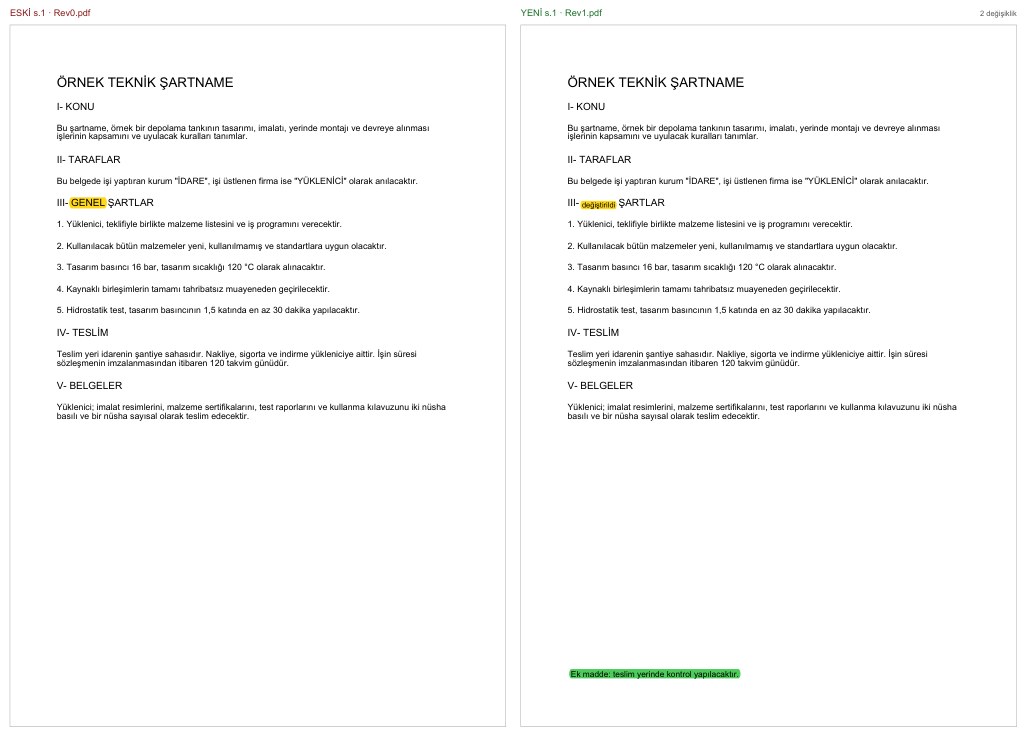 ESKİ s.1 · Rev0.pdf
ÖRNEK TEKNİK ŞARTNAME
I- KONU
Bu şartname, örnek bir depolama tankının tasarımı, imalatı, yerinde montajı ve devreye alınması
işlerinin kapsamını ve uyulacak kuralları tanımlar.
II- TARAFLAR
Bu belgede işi yaptıran kurum "İDARE", işi üstlenen firma ise "YÜKLENİCİ" olarak anılacaktır.
III- GENEL ŞARTLAR
1. Yüklenici, teklifiyle birlikte malzeme listesini ve iş programını verecektir.
2. Kullanılacak bütün malzemeler yeni, kullanılmamış ve standartlara uygun olacaktır.
3. Tasarım basıncı 16 bar, tasarım sıcaklığı 120 °C olarak alınacaktır.
4. Kaynaklı birleşimlerin tamamı tahribatsız muayeneden geçirilecektir.
5. Hidrostatik test, tasarım basıncının 1,5 katında en az 30 dakika yapılacaktır.
IV- TESLİM
Teslim yeri idarenin şantiye sahasıdır. Nakliye, sigorta ve indirme yükleniciye aittir. İşin süresi
sözleşmenin imzalanmasından itibaren 120 takvim günüdür.
V- BELGELER
Yüklenici; imalat resimlerini, malzeme sertifikalarını, test raporlarını ve kullanma kılavuzunu iki nüsha
basılı ve bir nüsha sayısal olarak teslim edecektir.
YENİ s.1 · Rev1.pdf
2 değişiklik
ÖRNEK TEKNİK ŞARTNAME
I- KONU
Bu şartname, örnek bir depolama tankının tasarımı, imalatı, yerinde montajı ve devreye alınması
işlerinin kapsamını ve uyulacak kuralları tanımlar.
II- TARAFLAR
Bu belgede işi yaptıran kurum "İDARE", işi üstlenen firma ise "YÜKLENİCİ" olarak anılacaktır.
III- değiştirildi ŞARTLAR
1. Yüklenici, teklifiyle birlikte malzeme listesini ve iş programını verecektir.
2. Kullanılacak bütün malzemeler yeni, kullanılmamış ve standartlara uygun olacaktır.
3. Tasarım basıncı 16 bar, tasarım sıcaklığı 120 °C olarak alınacaktır.
4. Kaynaklı birleşimlerin tamamı tahribatsız muayeneden geçirilecektir.
5. Hidrostatik test, tasarım basıncının 1,5 katında en az 30 dakika yapılacaktır.
IV- TESLİM
Teslim yeri idarenin şantiye sahasıdır. Nakliye, sigorta ve indirme yükleniciye aittir. İşin süresi
sözleşmenin imzalanmasından itibaren 120 takvim günüdür.
V- BELGELER
Yüklenici; imalat resimlerini, malzeme sertifikalarını, test raporlarını ve kullanma kılavuzunu iki nüsha
basılı ve bir nüsha sayısal olarak teslim edecektir.
Ek madde: teslim yerinde kontrol yapılacaktır.